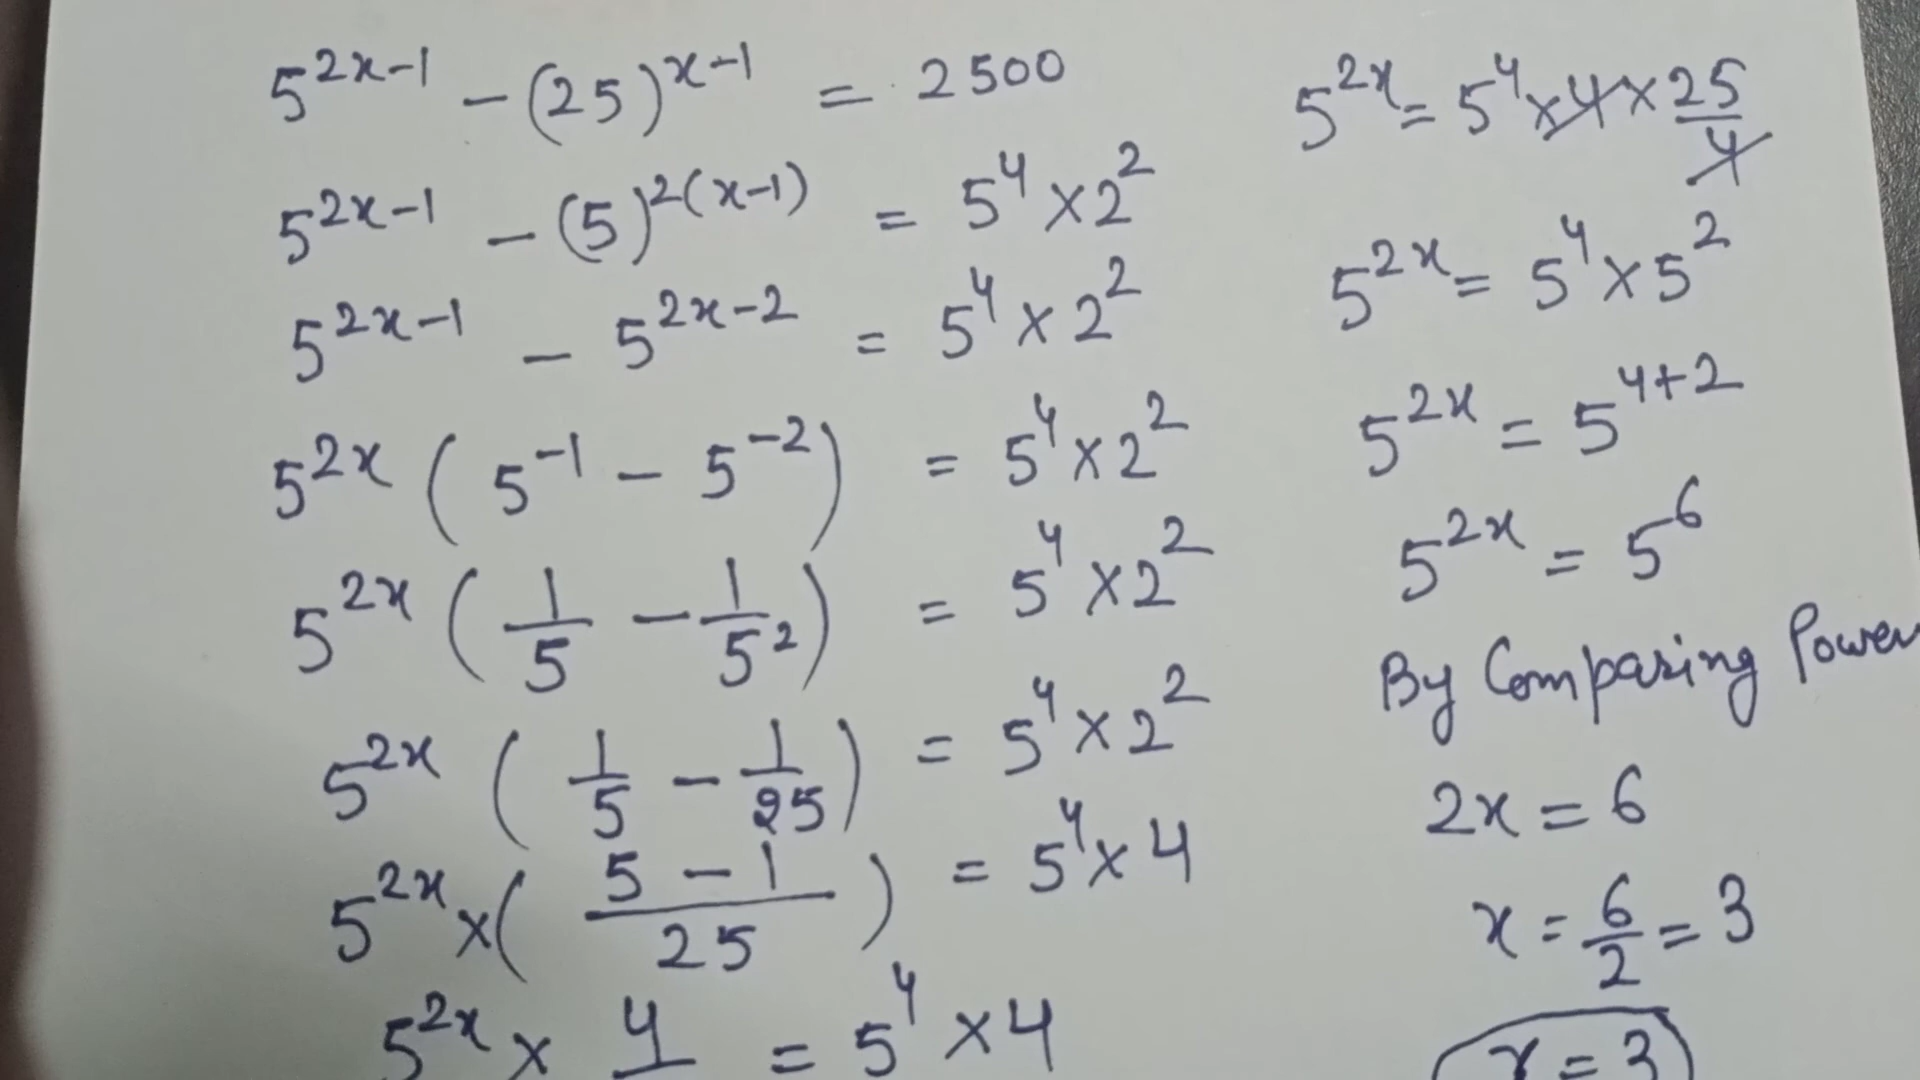 5^{2x-1} - (25)^{x-1} = 2500
5^{2x-1} - (5)^{2(x-1)} = 5^4 × 2^2
5^{2x-1} - 5^{2x-2} = 5^4 × 2^2
5^{2x} (5^{-1} - 5^{-2}) = 5^4 × 2^2
5^{2x} (1/5 - 1/5^2) = 5^4 × 2^2
5^{2x} (1/5 - 1/25) = 5^4 × 2^2
5^{2x} × ((5 - 1)/25) = 5^4 × 4
5^{2x} × 4/ = 5^4 × 4
5^{2x} = 5^4 × 4 × 25/4
5^{2x} = 5^4 × 5^2
5^{2x} = 5^{4+2}
5^{2x} = 5^6
By Comparing Power
2x = 6
x = 6/2 = 3
x = 3